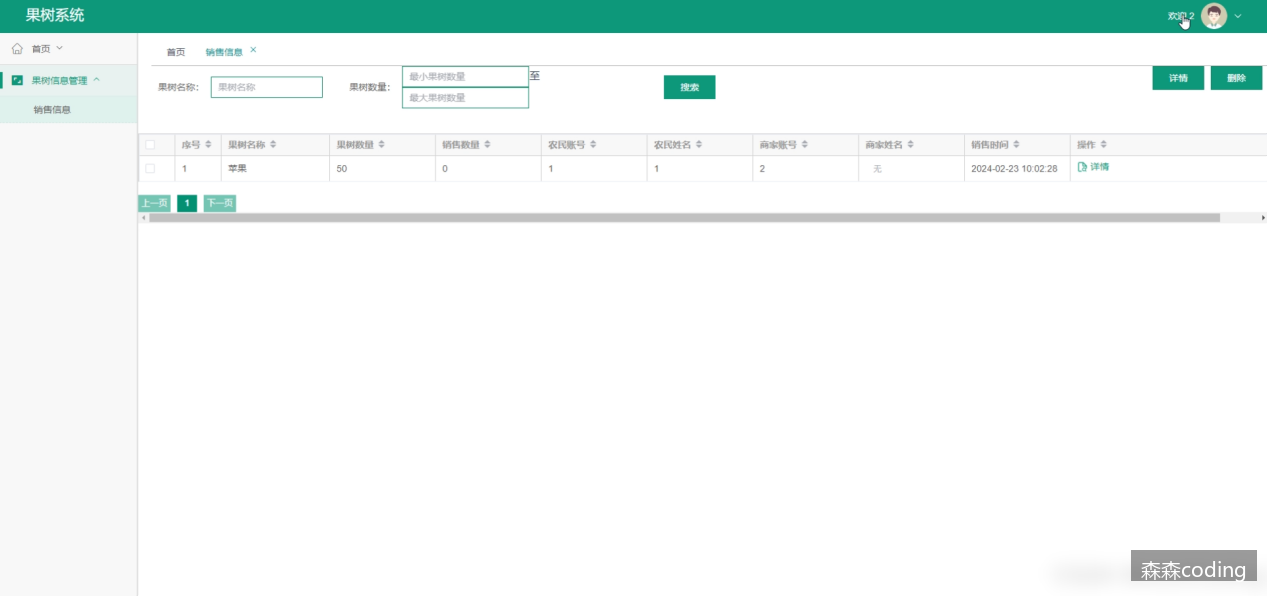 果树系统
欢迎 2
首页
果树信息管理
销售信息
首页 销售信息
果树名称： 果树名称
果树数量： 最小果树数量 至
最大果树数量
搜索
详情 删除
序号 果树名称 果树数量 销售数量 农民账号 农民姓名 商家账号 商家姓名 销售时间 操作
1 苹果 50 0 1 1 2 无 2024-02-23 10:02:28 详情
上一页 1 下一页
森森coding